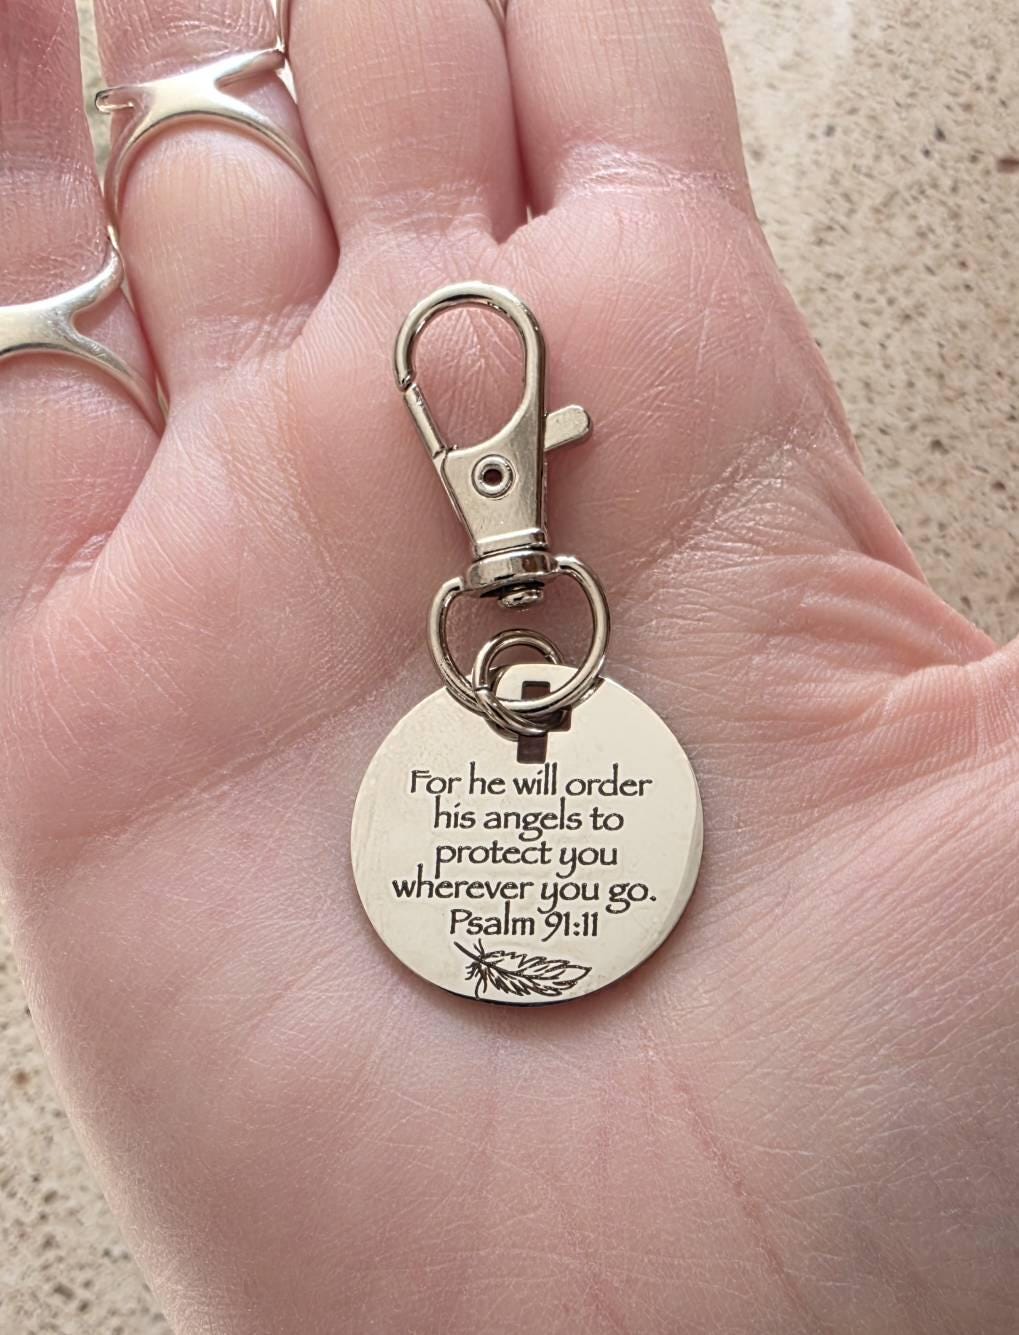 For he will order
his angels to
protect you
wherever you go.
Psalm 91:11